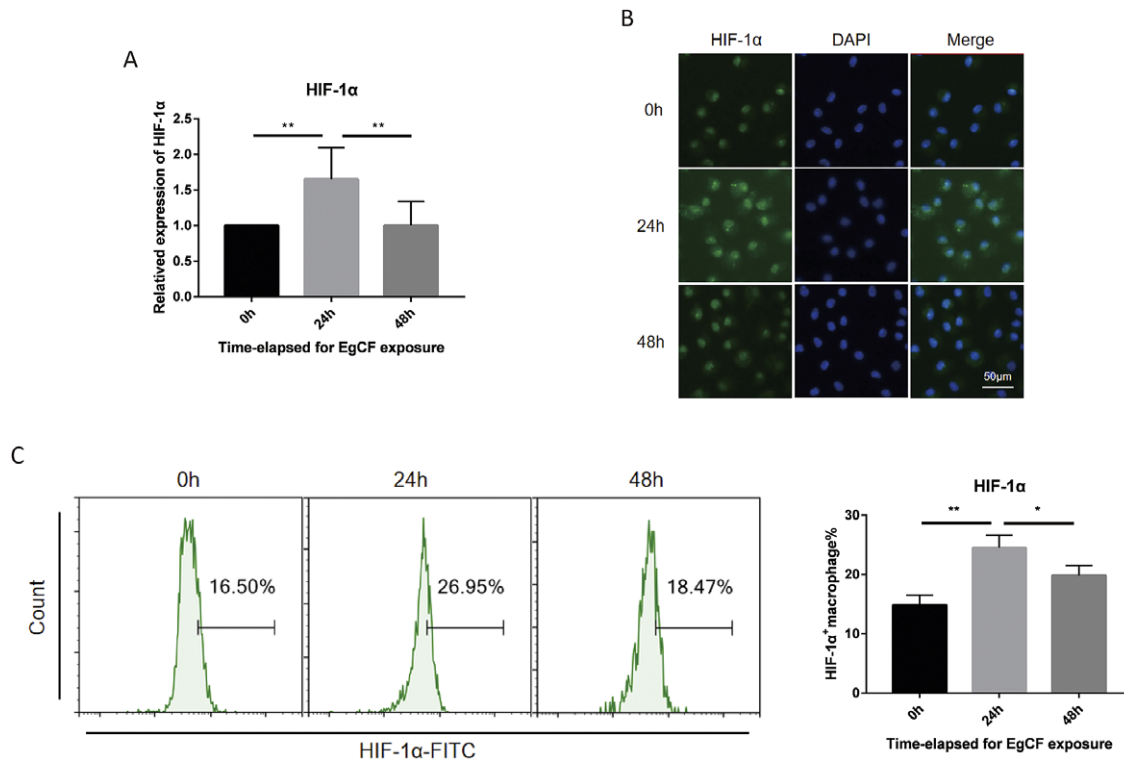 A
HIF-1α
Relatived expression of HIF-1α
2.5
2.0
1.5
1.0
0.5
0.0
** **
0h 24h 48h
Time-elapsed for EgCF exposure
B
HIF-1α DAPI Merge
0h
24h
48h
50μm
C
0h 24h 48h
Count
16.50% 26.95% 18.47%
HIF-1α-FITC
HIF-1α
HIF-1α⁺ macrophage%
30
20
10
0
** *
0h 24h 48h
Time-elapsed for EgCF exposure